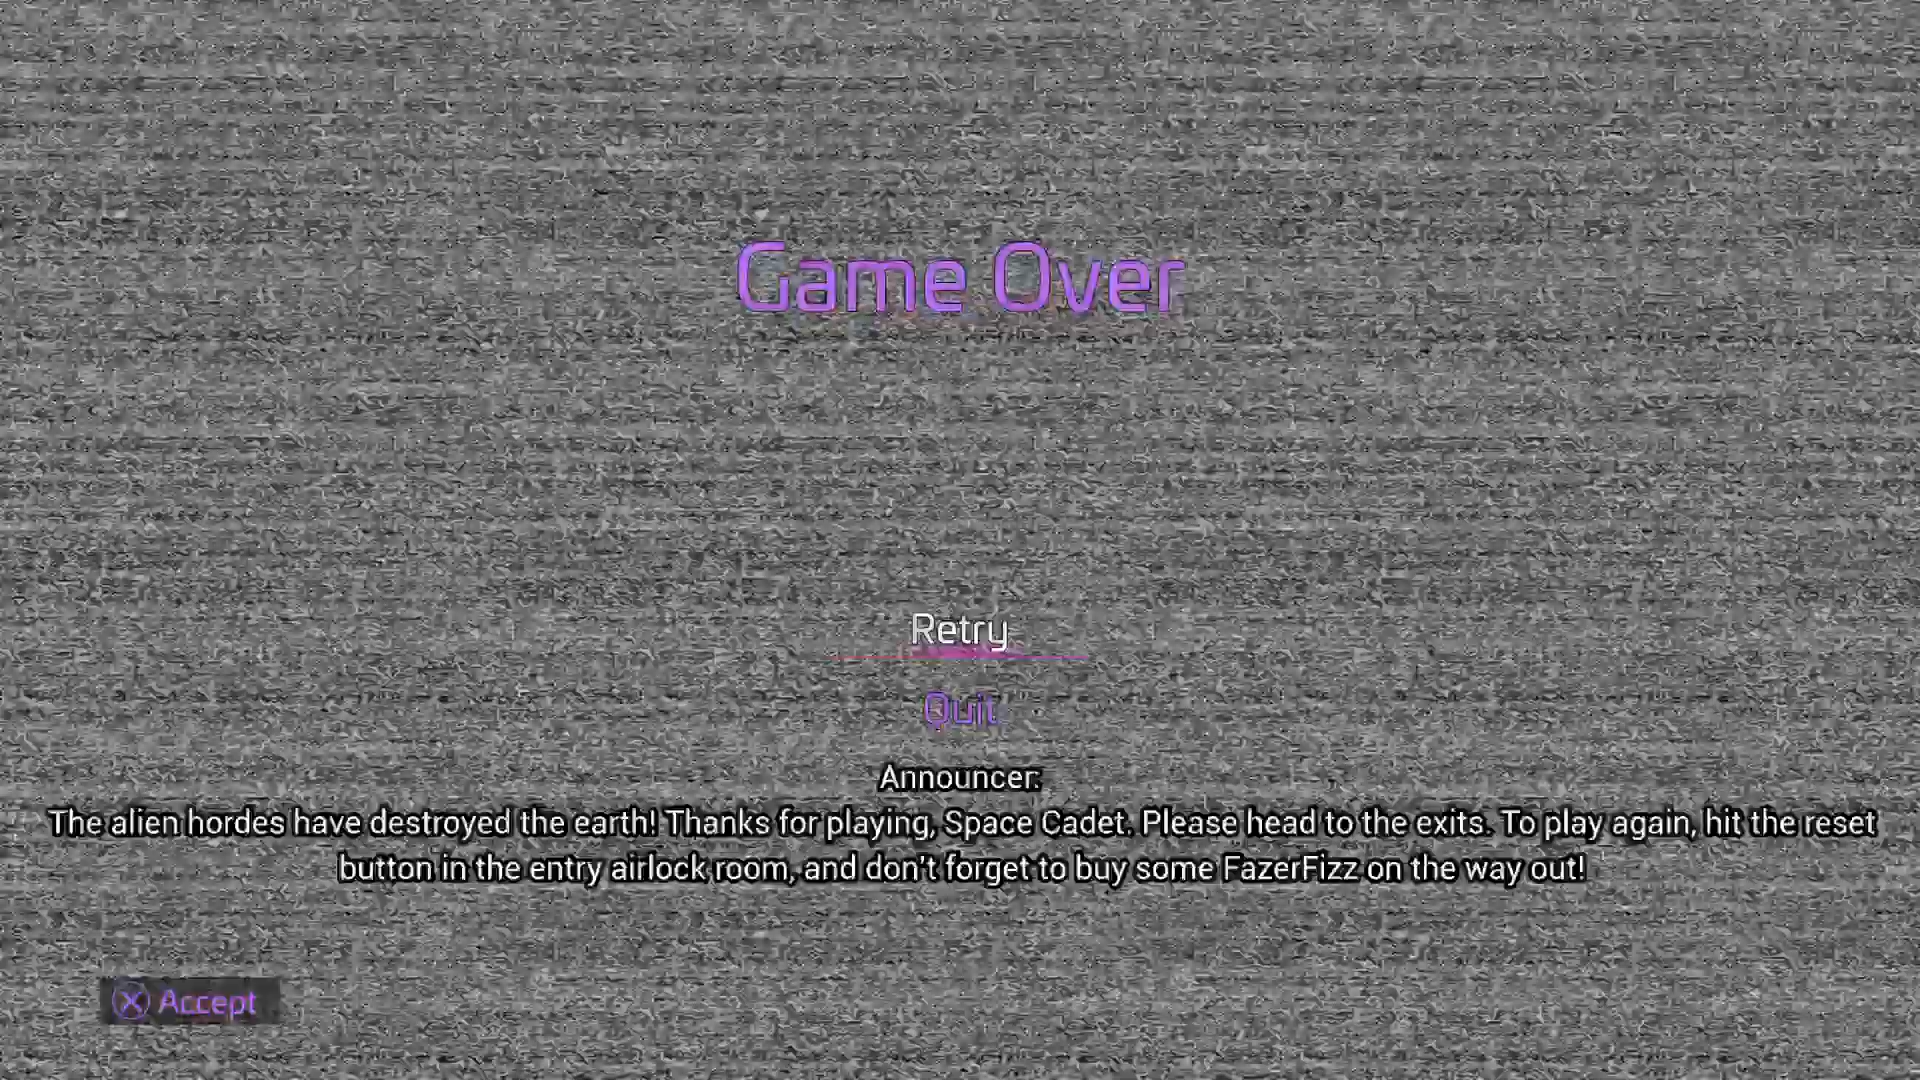 Game Over
Retry
Quit
Announcer:
The alien hordes have destroyed the earth! Thanks for playing, Space Cadet. Please head to the exits. To play again, hit the reset
button in the entry airlock room, and don't forget to buy some FazerFizz on the way out!
Accept